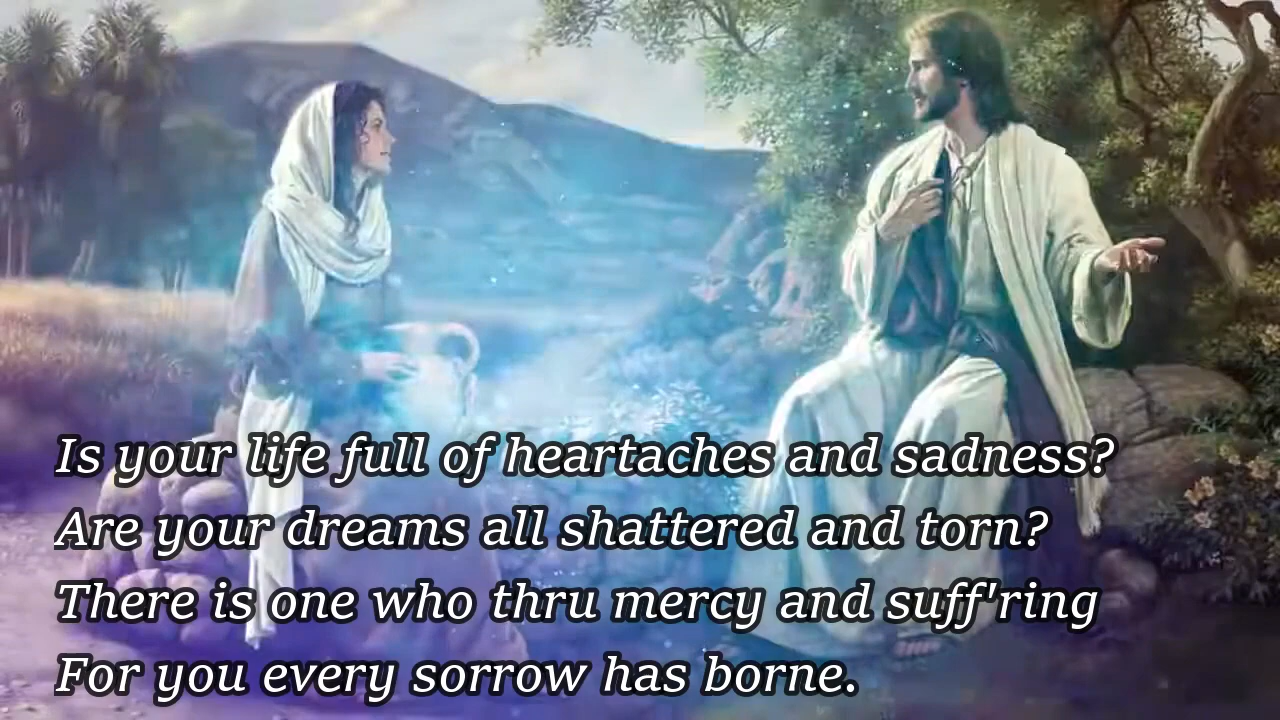 Is your life full of heartaches and sadness?
Are your dreams all shattered and torn?
There is one who thru mercy and suff'ring
For you every sorrow has borne.